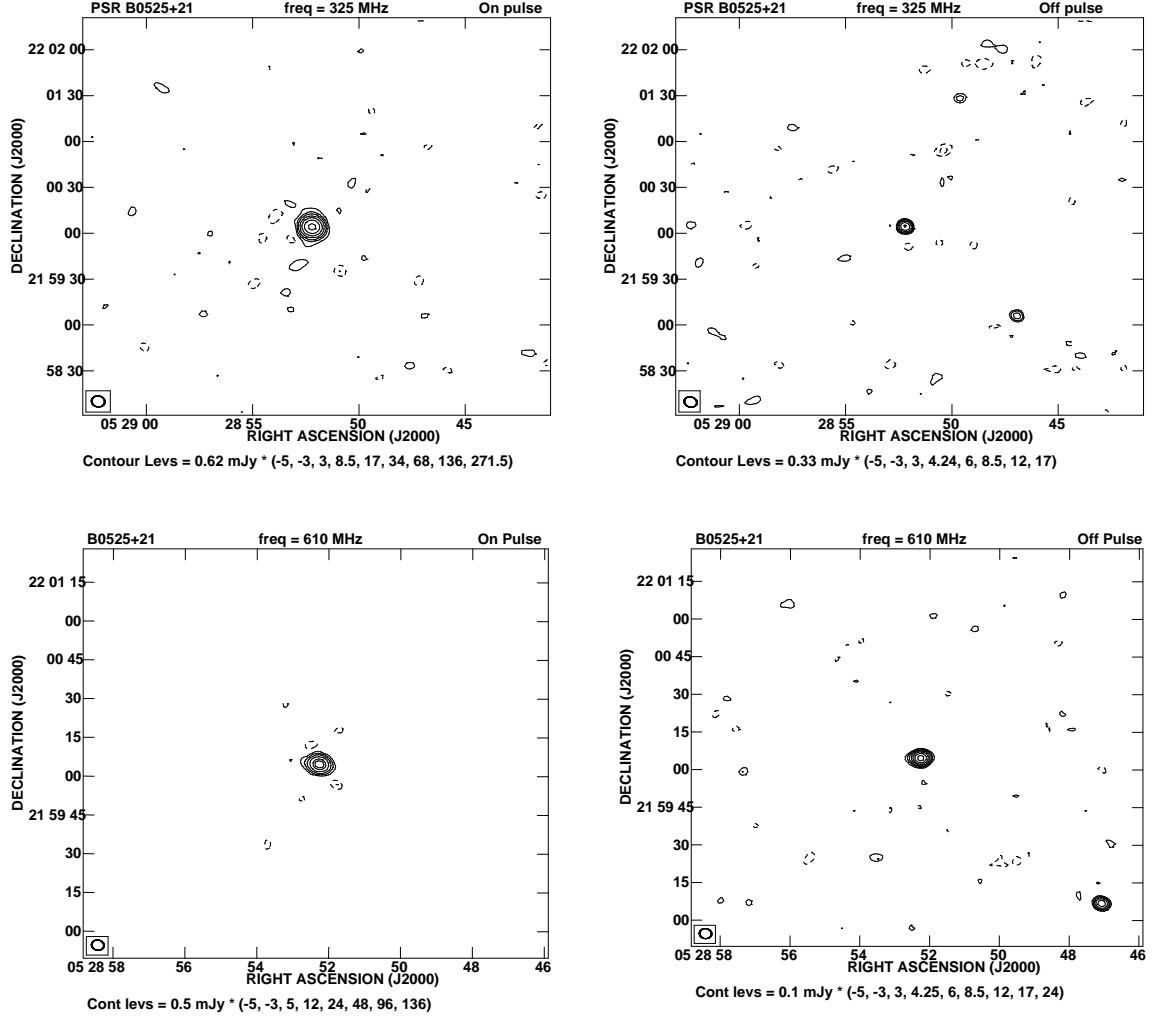 PSR B0525+21 freq = 325 MHz On pulse
DECLINATION (J2000)
22 02 00
01 30
00
00 30
00
21 59 30
00
58 30
05 29 00 28 55 50 45
RIGHT ASCENSION (J2000)
Contour Levs = 0.62 mJy * (-5, -3, 3, 8.5, 17, 34, 68, 136, 271.5)
PSR B0525+21 freq = 325 MHz Off pulse
DECLINATION (J2000)
22 02 00
01 30
00
00 30
00
21 59 30
00
58 30
05 29 00 28 55 50 45
RIGHT ASCENSION (J2000)
Contour Levs = 0.33 mJy * (-5, -3, 3, 4.24, 6, 8.5, 12, 17)
B0525+21 freq = 610 MHz On Pulse
DECLINATION (J2000)
22 01 15
00
00 45
30
15
00
21 59 45
30
15
00
05 28 58 56 54 52 50 48 46
RIGHT ASCENSION (J2000)
Cont levs = 0.5 mJy * (-5, -3, 5, 12, 24, 48, 96, 136)
B0525+21 freq = 610 MHz Off Pulse
DECLINATION (J2000)
22 01 15
00
00 45
30
15
00
21 59 45
30
15
00
05 28 58 56 54 52 50 48 46
RIGHT ASCENSION (J2000)
Cont levs = 0.1 mJy * (-5, -3, 3, 4.25, 6, 8.5, 12, 17, 24)